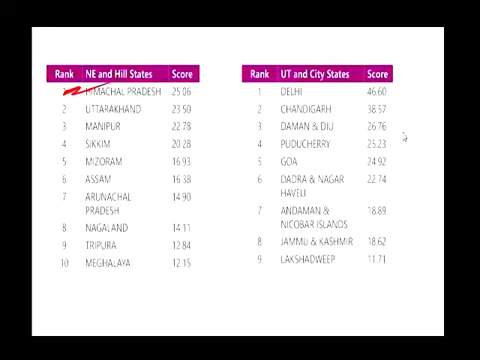 Rank NE and Hill States Score
1 HIMACHAL PRADESH 25.06
2 UTTARAKHAND 23.50
3 MANIPUR 22.78
4 SIKKIM 20.28
5 MIZORAM 16.93
6 ASSAM 16.38
7 ARUNACHAL 14.90
PRADESH
8 NAGALAND 14.11
9 TRIPURA 12.84
10 MEGHALAYA 12.15
Rank UT and City States Score
1 DELHI 46.60
2 CHANDIGARH 38.57
3 DAMAN & DIU 26.76
4 PUDUCHERRY 25.23
5 GOA 24.92
6 DADRA & NAGAR 22.74
HAVELI
7 ANDAMAN & 18.89
NICOBAR ISLANDS
8 JAMMU & KASHMIR 18.62
9 LAKSHADWEEP 11.71